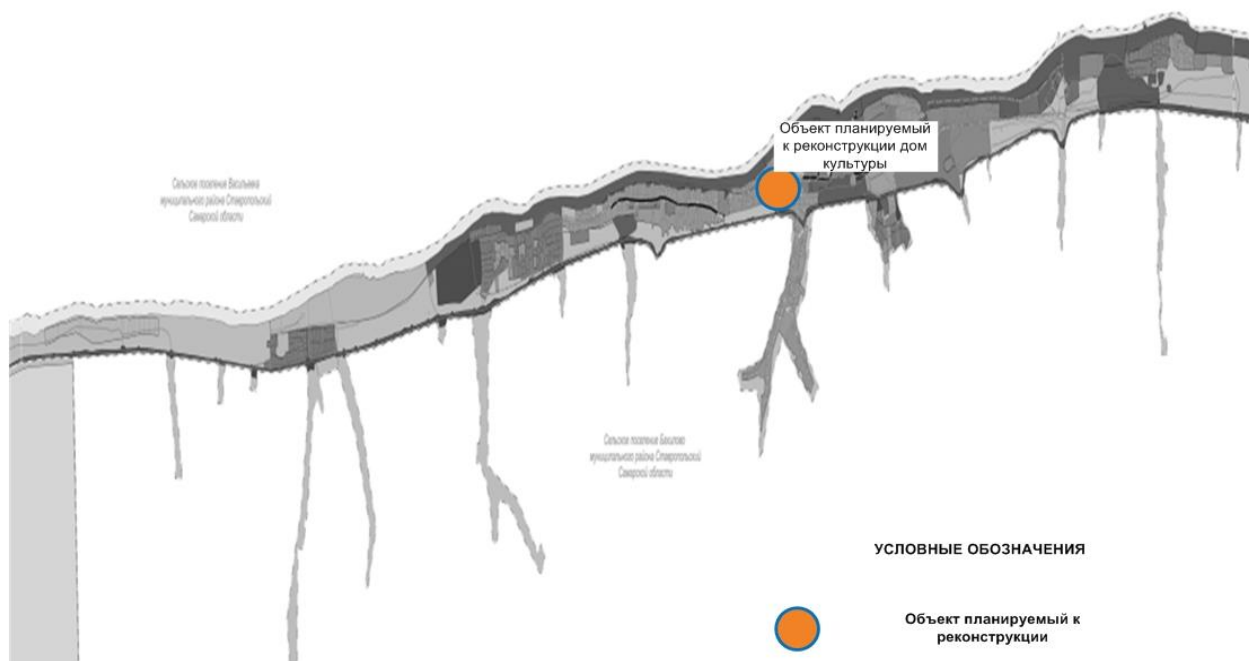 Объект планируемый
к реконструкции дом
культуры
Сельское поселение Васильевка
муниципального района Ставропольский
Самарской области
Сельское поселение Бахилово
муниципального района Ставропольский
Самарской области
УСЛОВНЫЕ ОБОЗНАЧЕНИЯ
Объект планируемый к
реконструкции